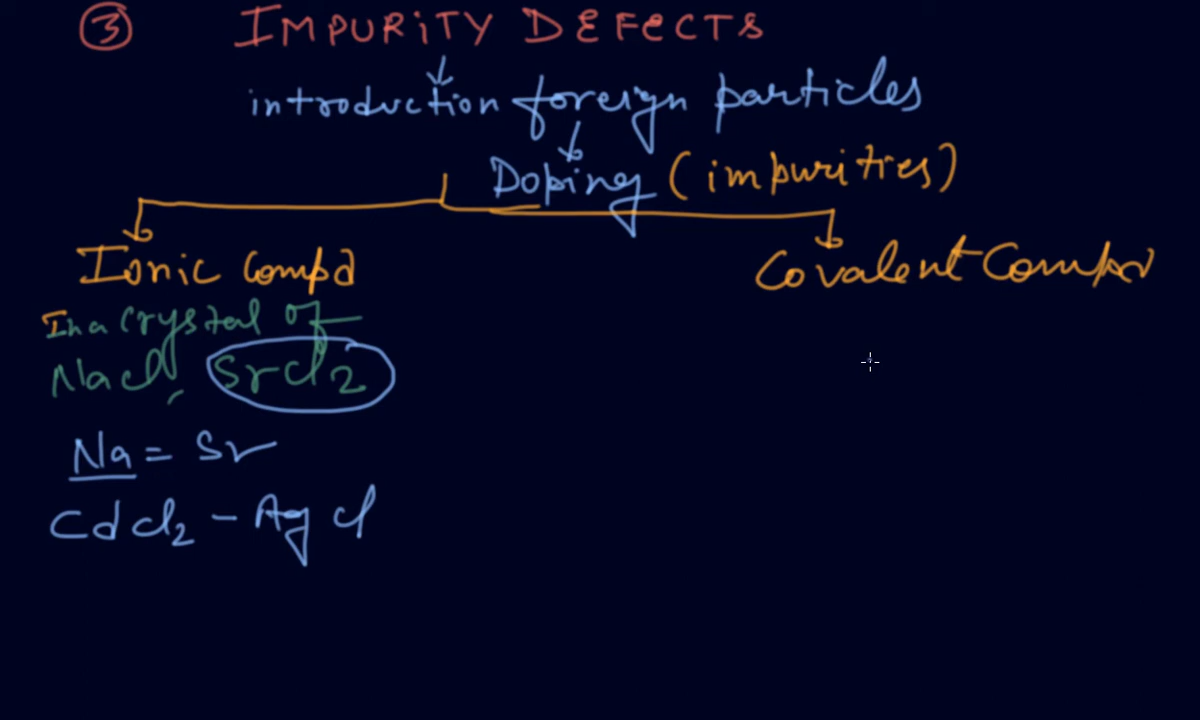 ③ IMPURITY DEFECTS
introduction foreign particles
Doping (impurities)
Ionic Compd
Covalent Compd
In a crystal of
NaCl, SrCl2
Na = Sr
CdCl2 - AgCl